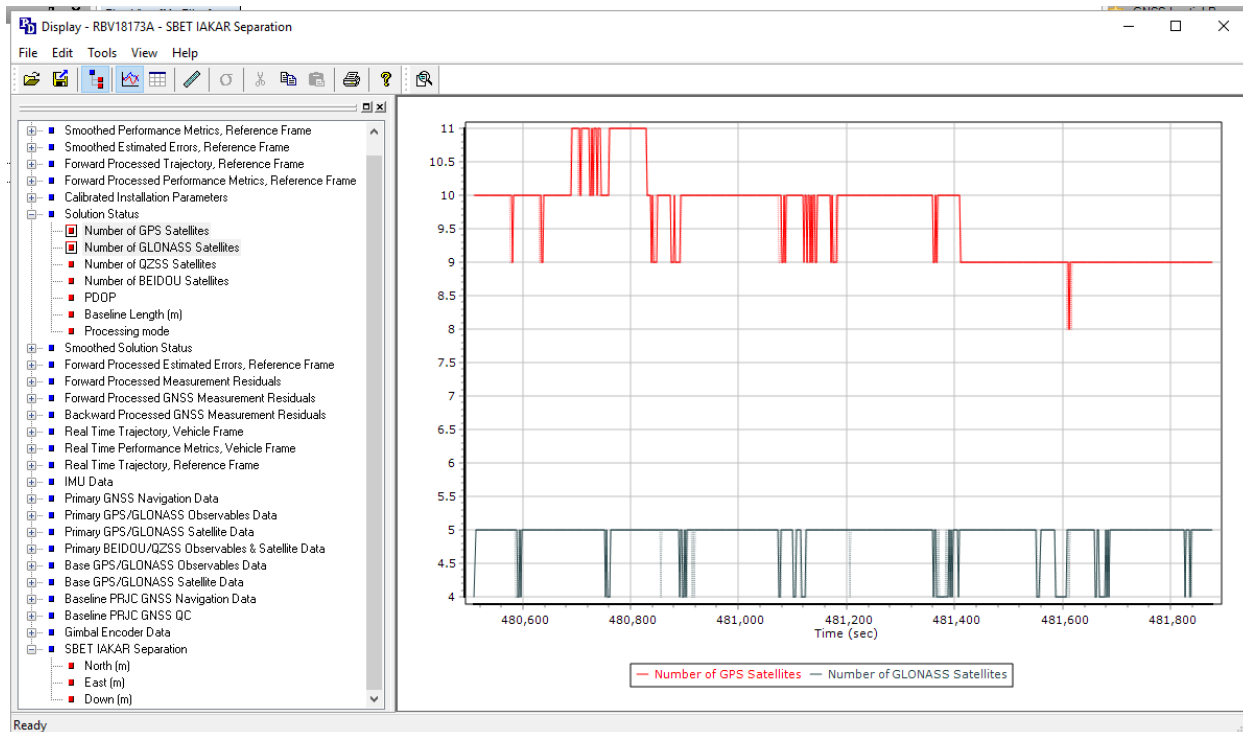 Display - RBV18173A - SBET IAKAR Separation
File Edit Tools View Help
Smoothed Performance Metrics, Reference Frame
Smoothed Estimated Errors, Reference Frame
Forward Processed Trajectory, Reference Frame
Forward Processed Performance Metrics, Reference Frame
Calibrated Installation Parameters
Solution Status
Number of GPS Satellites
Number of GLONASS Satellites
Number of QZSS Satellites
Number of BEIDOU Satellites
PDOP
Baseline Length (m)
Processing mode
Smoothed Solution Status
Forward Processed Estimated Errors, Reference Frame
Forward Processed Measurement Residuals
Forward Processed GNSS Measurement Residuals
Backward Processed GNSS Measurement Residuals
Real Time Trajectory, Vehicle Frame
Real Time Performance Metrics, Vehicle Frame
Real Time Trajectory, Reference Frame
IMU Data
Primary GNSS Navigation Data
Primary GPS/GLONASS Observables Data
Primary GPS/GLONASS Satellite Data
Primary BEIDOU/QZSS Observables & Satellite Data
Base GPS/GLONASS Observables Data
Base GPS/GLONASS Satellite Data
Baseline PRJC GNSS Navigation Data
Baseline PRJC GNSS QC
Gimbal Encoder Data
SBET IAKAR Separation
North (m)
East (m)
Down (m)
11
10.5
10
9.5
9
8.5
8
7.5
7
6.5
6
5.5
5
4.5
4
480,600 480,800 481,000 481,200 481,400 481,600 481,800
Time (sec)
Number of GPS Satellites Number of GLONASS Satellites
Ready